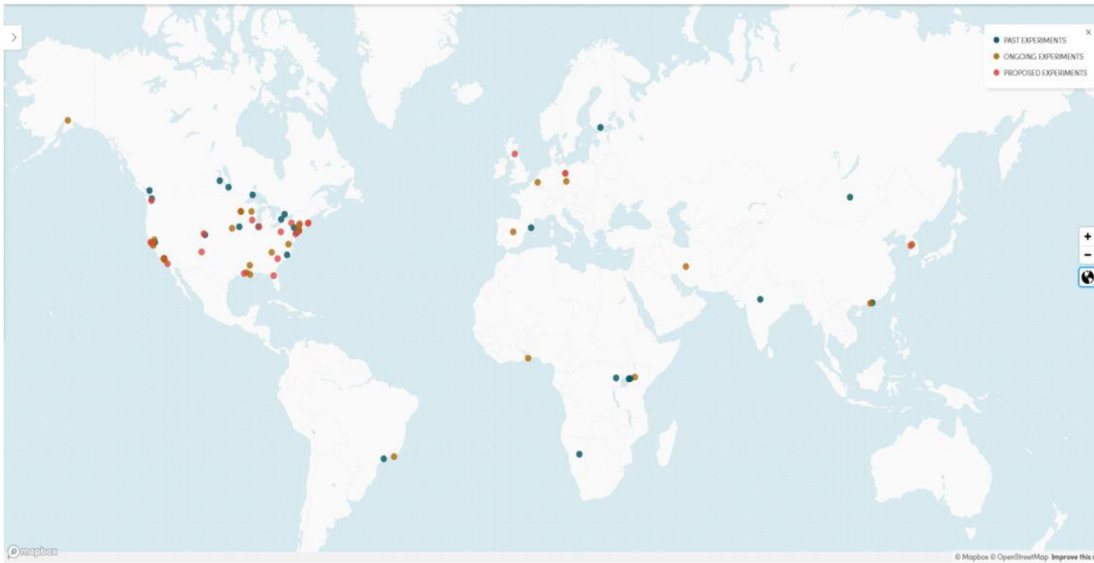 PAST EXPERIMENTS
ONGOING EXPERIMENTS
PROPOSED EXPERIMENTS
mapbox
© Mapbox © OpenStreetMap Improve this